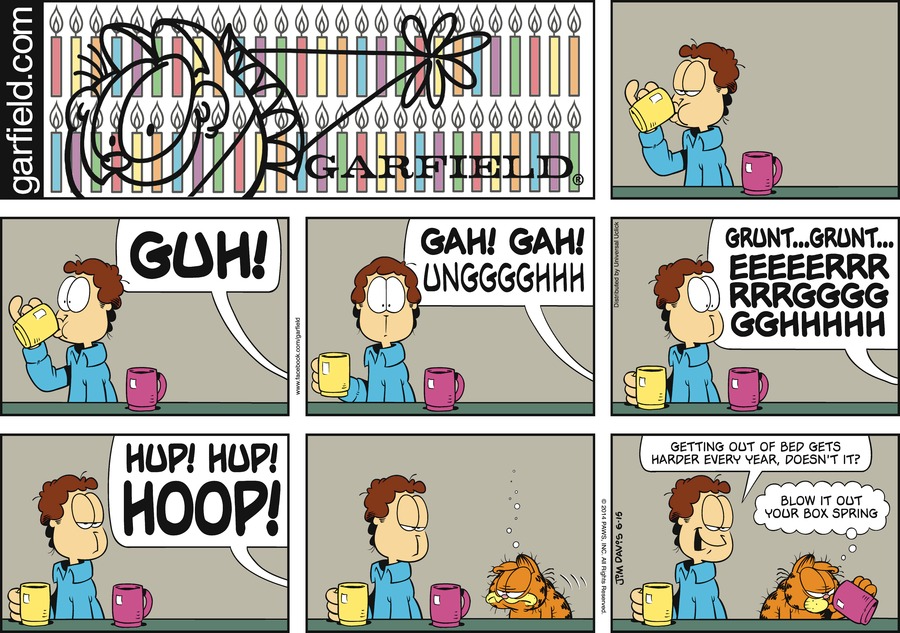 garfield.com
GARFIELD®
GUH!
www.facebook.com/garfield
GAH! GAH!
UNGGGGHHH
Distributed by Universal Uclick
GRUNT...GRUNT...
EEEEERRR
RRRGGGG
GGHHHHH
HUP! HUP!
HOOP!
© 2014 PAWS, INC. All Rights Reserved.
JIM DAVIS 6-15
GETTING OUT OF BED GETS
HARDER EVERY YEAR, DOESN'T IT?
BLOW IT OUT
YOUR BOX SPRING